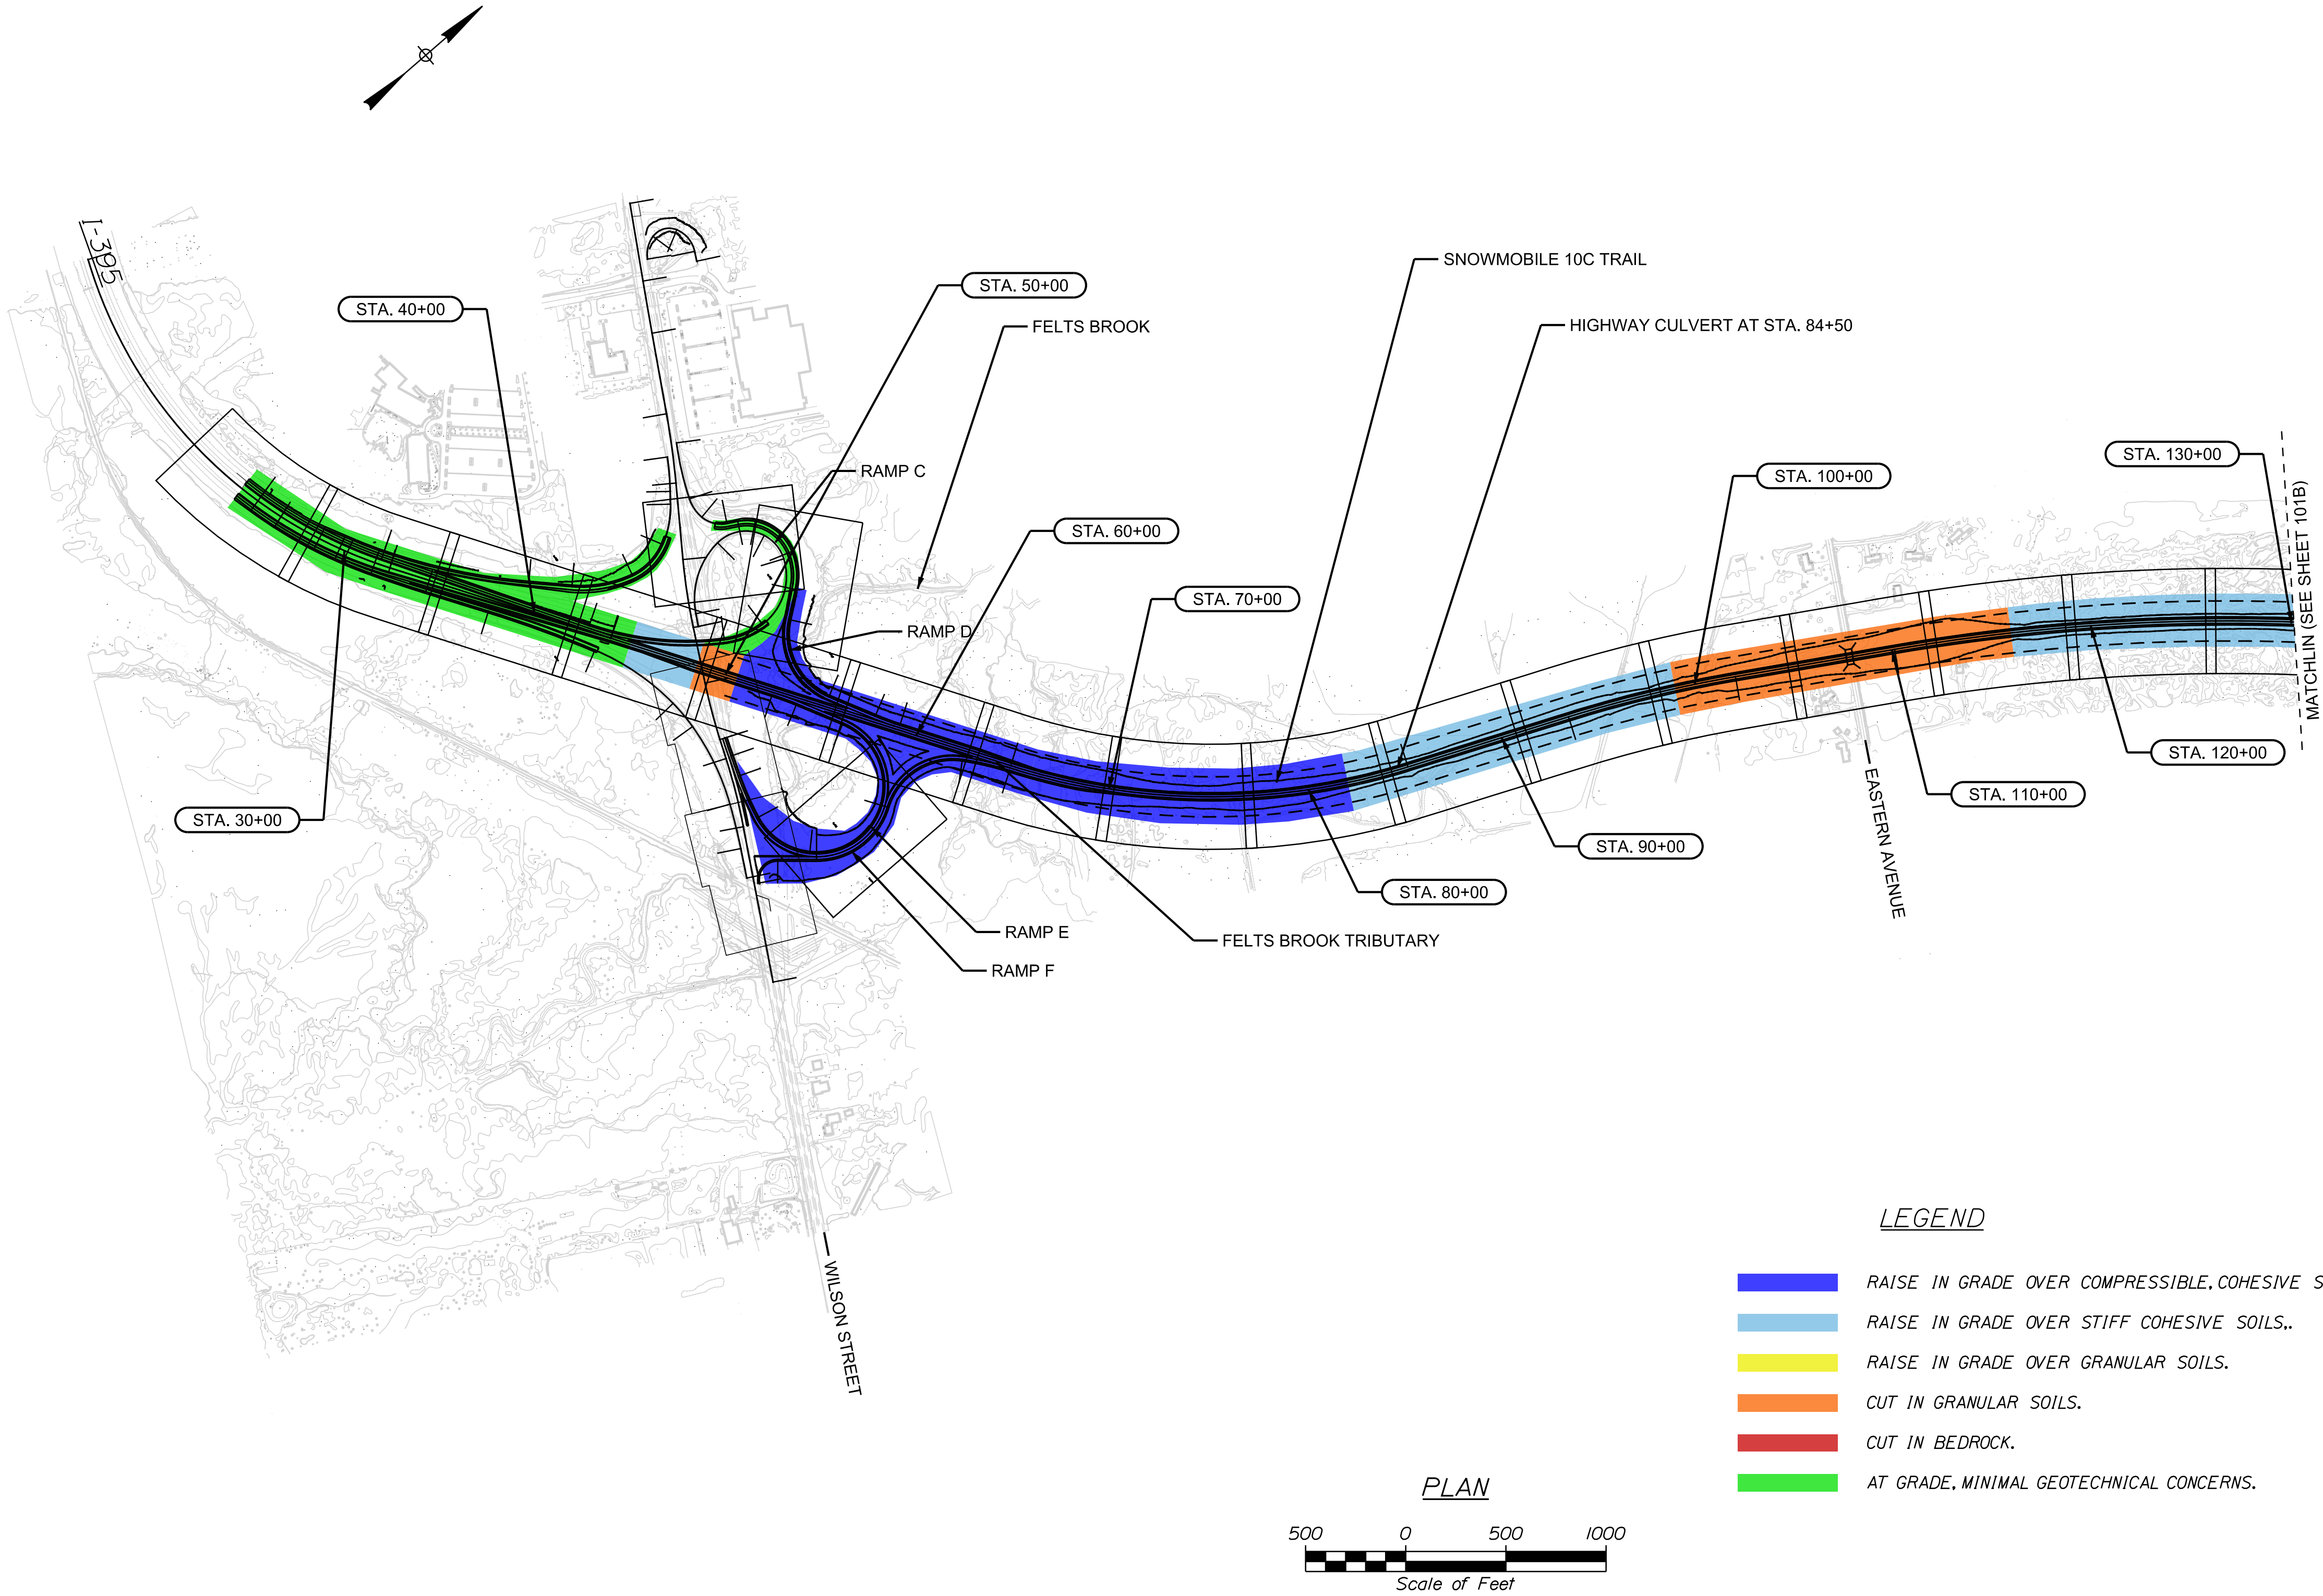 I-395
STA. 40+00
STA. 50+00
FELTS BROOK
SNOWMOBILE 10C TRAIL
HIGHWAY CULVERT AT STA. 84+50
RAMP C
STA. 60+00
STA. 70+00
STA. 100+00
STA. 130+00
MATCHLIN (SEE SHEET 101B)
RAMP D
STA. 30+00
STA. 120+00
STA. 110+00
EASTERN AVENUE
STA. 90+00
STA. 80+00
RAMP E
FELTS BROOK TRIBUTARY
RAMP F
WILSON STREET
LEGEND
RAISE IN GRADE OVER COMPRESSIBLE, COHESIVE S
RAISE IN GRADE OVER STIFF COHESIVE SOILS,.
RAISE IN GRADE OVER GRANULAR SOILS.
CUT IN GRANULAR SOILS.
CUT IN BEDROCK.
AT GRADE, MINIMAL GEOTECHNICAL CONCERNS.
PLAN
500 0 500 1000
Scale of Feet